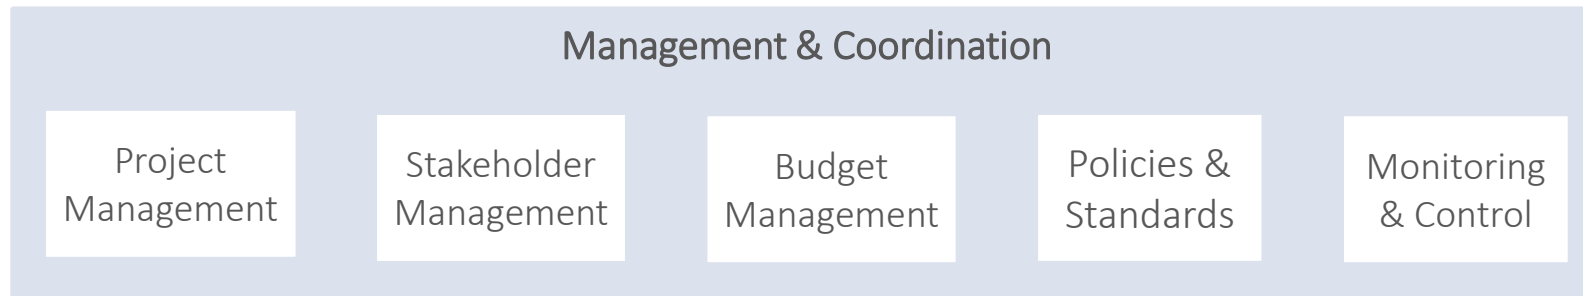 Management & Coordination
Project
Management
Stakeholder
Management
Budget
Management
Policies &
Standards
Monitoring
& Control